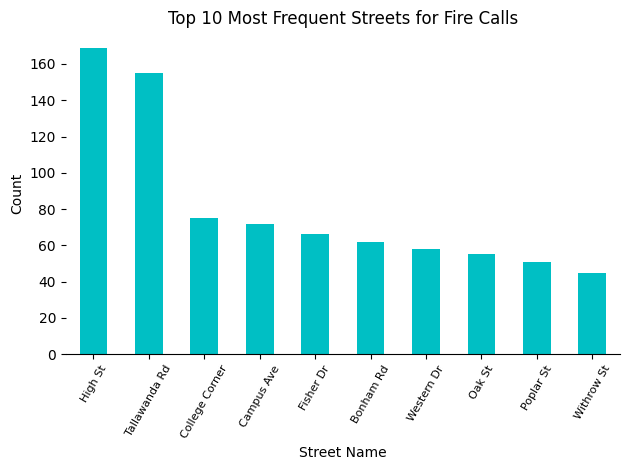 Top 10 Most Frequent Streets for Fire Calls
Count
160
140
120
100
80
60
40
20
0
High St
Tallawanda Rd
College Corner
Campus Ave
Fisher Dr
Bonham Rd
Western Dr
Oak St
Poplar St
Withrow St
Street Name